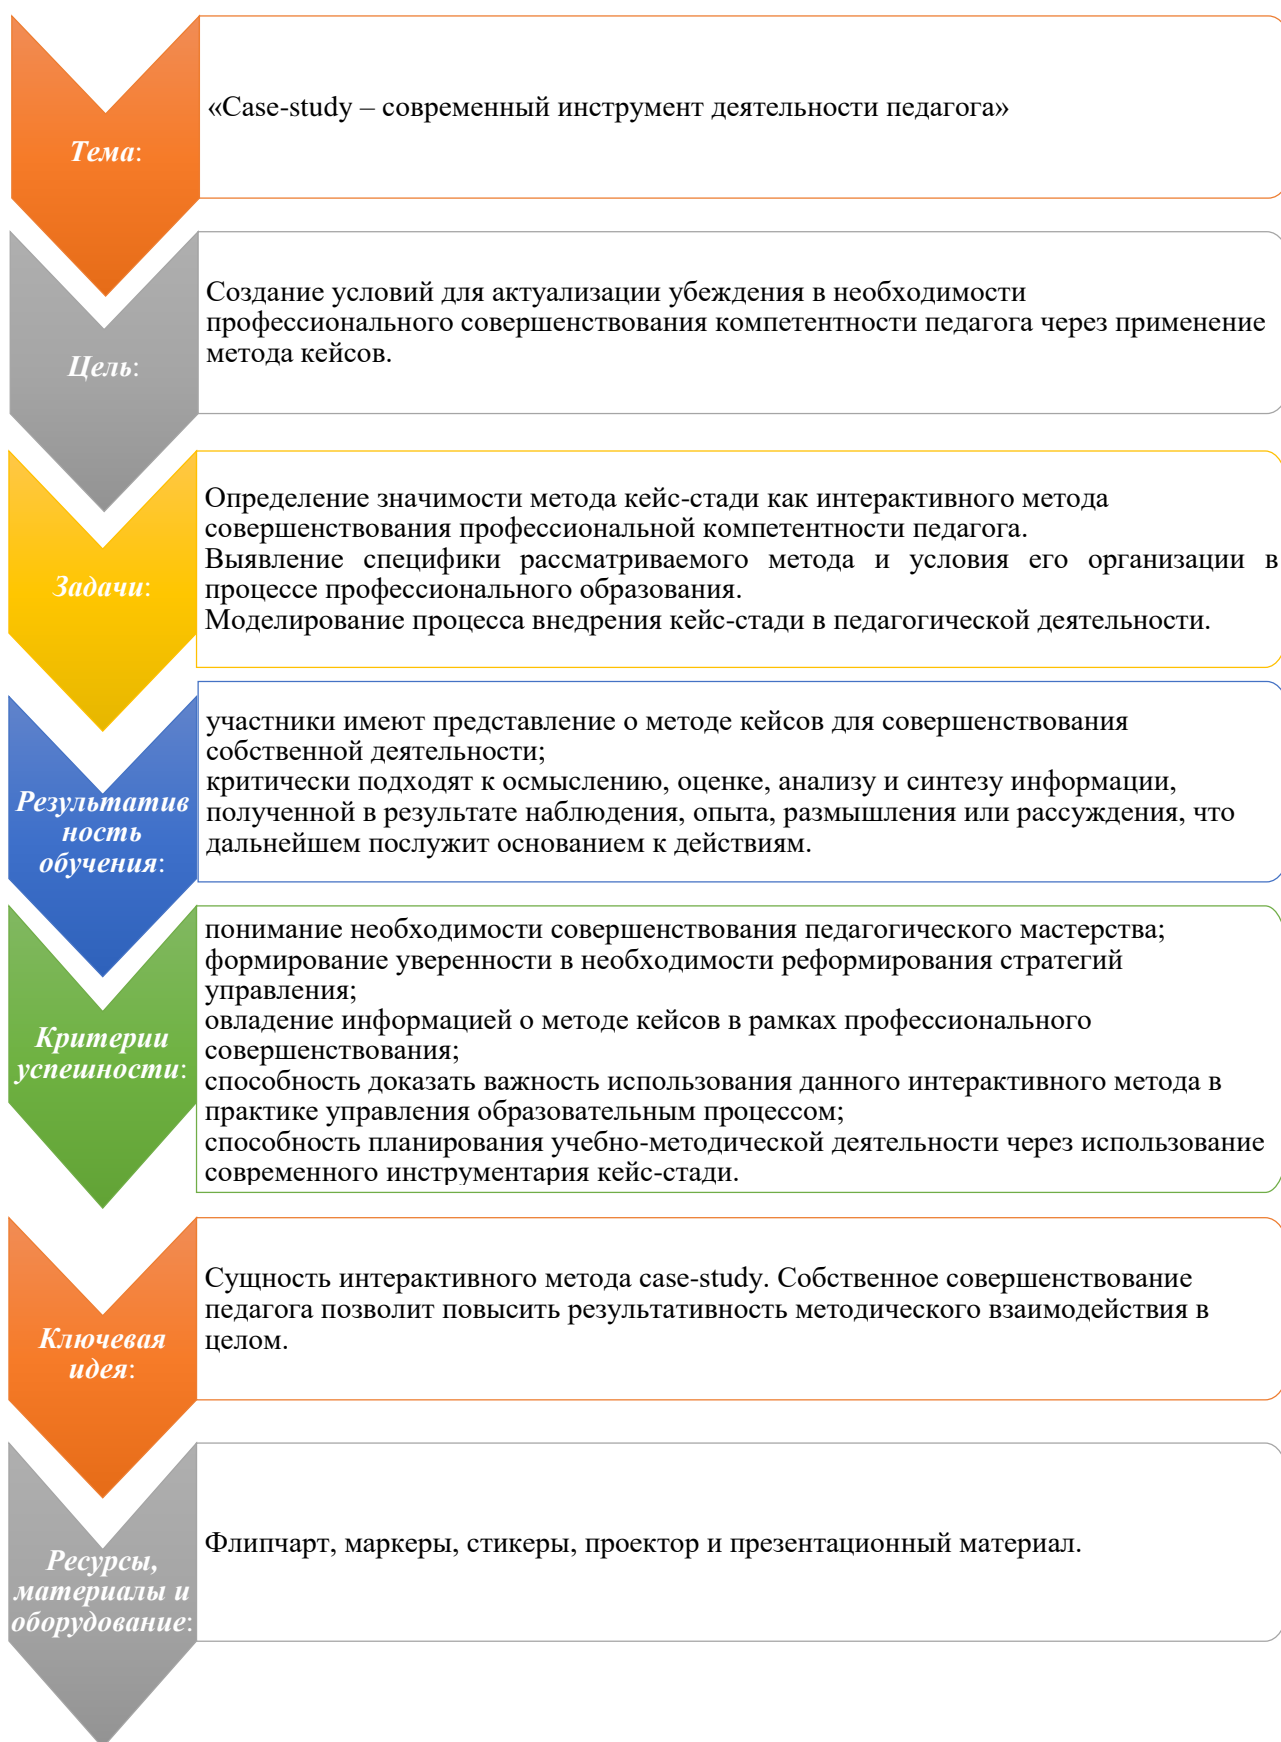 Тема:
«Case-study – современный инструмент деятельности педагога»
Цель:
Создание условий для актуализации убеждения в необходимости
профессионального совершенствования компетентности педагога через применение
метода кейсов.
Задачи:
Определение значимости метода кейс-стади как интерактивного метода
совершенствования профессиональной компетентности педагога.
Выявление специфики рассматриваемого метода и условия его организации в
процессе профессионального образования.
Моделирование процесса внедрения кейс-стади в педагогической деятельности.
Результатив
ность
обучения:
участники имеют представление о методе кейсов для совершенствования
собственной деятельности;
критически подходят к осмыслению, оценке, анализу и синтезу информации,
полученной в результате наблюдения, опыта, размышления или рассуждения, что
дальнейшем послужит основанием к действиям.
Критерии
успешности:
понимание необходимости совершенствования педагогического мастерства;
формирование уверенности в необходимости реформирования стратегий
управления;
овладение информацией о методе кейсов в рамках профессионального
совершенствования;
способность доказать важность использования данного интерактивного метода в
практике управления образовательным процессом;
способность планирования учебно-методической деятельности через использование
современного инструментария кейс-стади.
Ключевая
идея:
Сущность интерактивного метода case-study. Собственное совершенствование
педагога позволит повысить результативность методического взаимодействия в
целом.
Ресурсы,
материалы и
оборудование:
Флипчарт, маркеры, стикеры, проектор и презентационный материал.